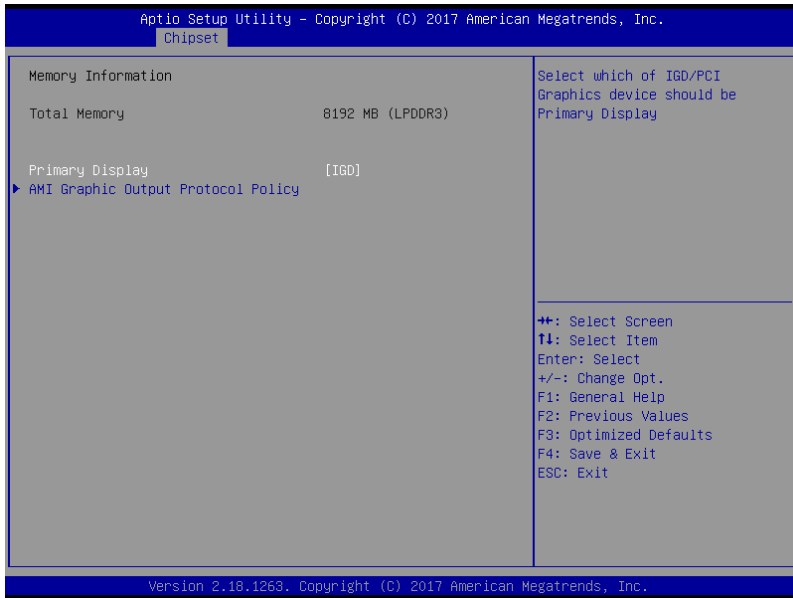 Aptio Setup Utility – Copyright (C) 2017 American Megatrends, Inc.
Chipset
Memory Information
Total Memory 8192 MB (LPDDR3)
Primary Display [IGD]
AMI Graphic Output Protocol Policy
Select which of IGD/PCI
Graphics device should be
Primary Display
→←: Select Screen
↑↓: Select Item
Enter: Select
+/-: Change Opt.
F1: General Help
F2: Previous Values
F3: Optimized Defaults
F4: Save & Exit
ESC: Exit
Version 2.18.1263. Copyright (C) 2017 American Megatrends, Inc.